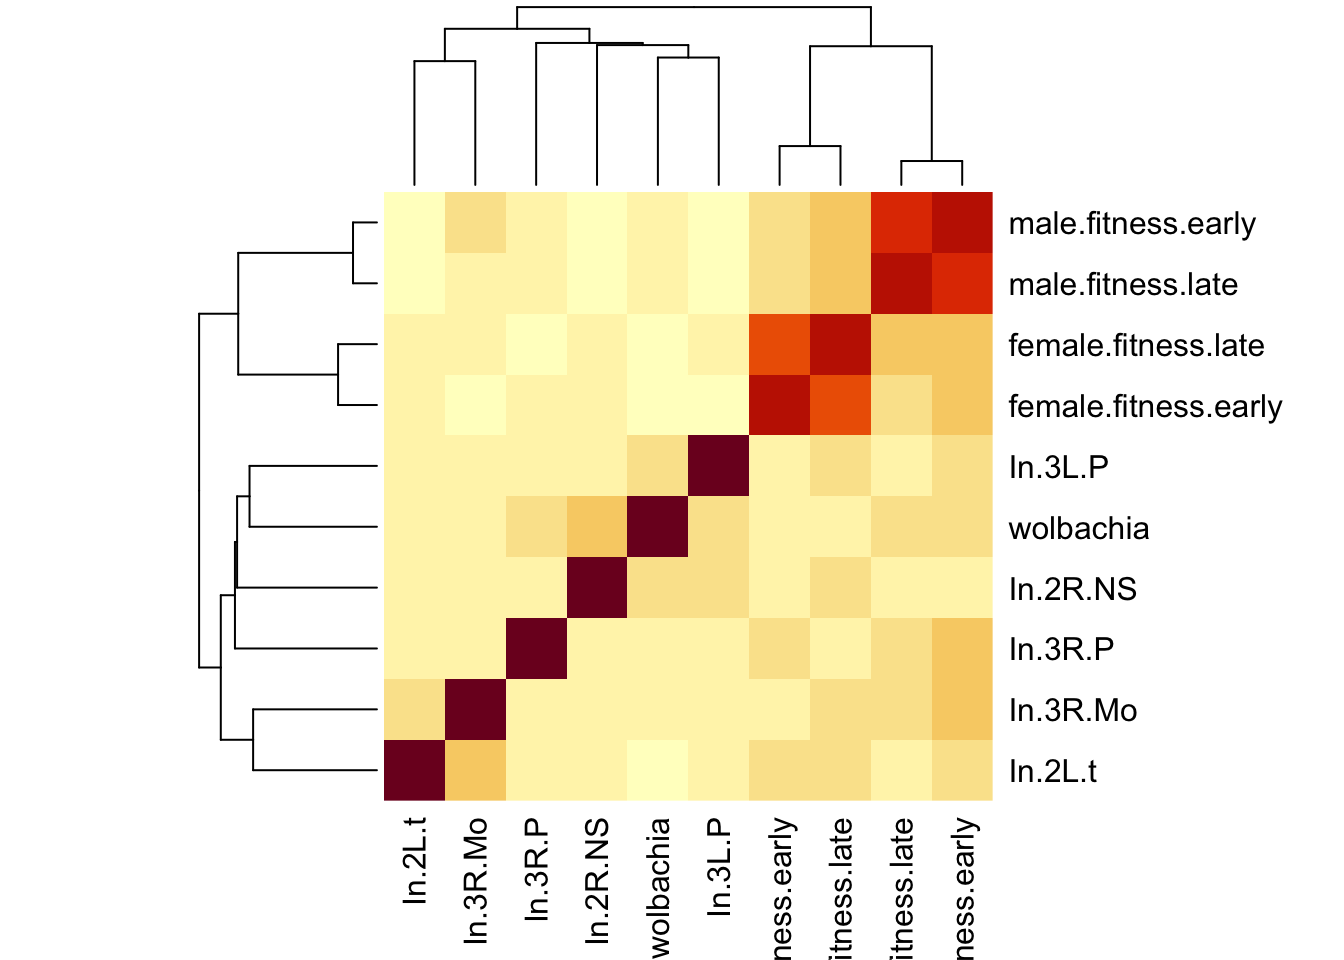 male.fitness.early
male.fitness.late
female.fitness.late
female.fitness.early
In.3L.P
wolbachia
In.2R.NS
In.3R.P
In.3R.Mo
In.2L.t
In.2L.t
In.3R.Mo
In.3R.P
In.2R.NS
wolbachia
In.3L.P
ness.early
itness.late
itness.late
ness.early